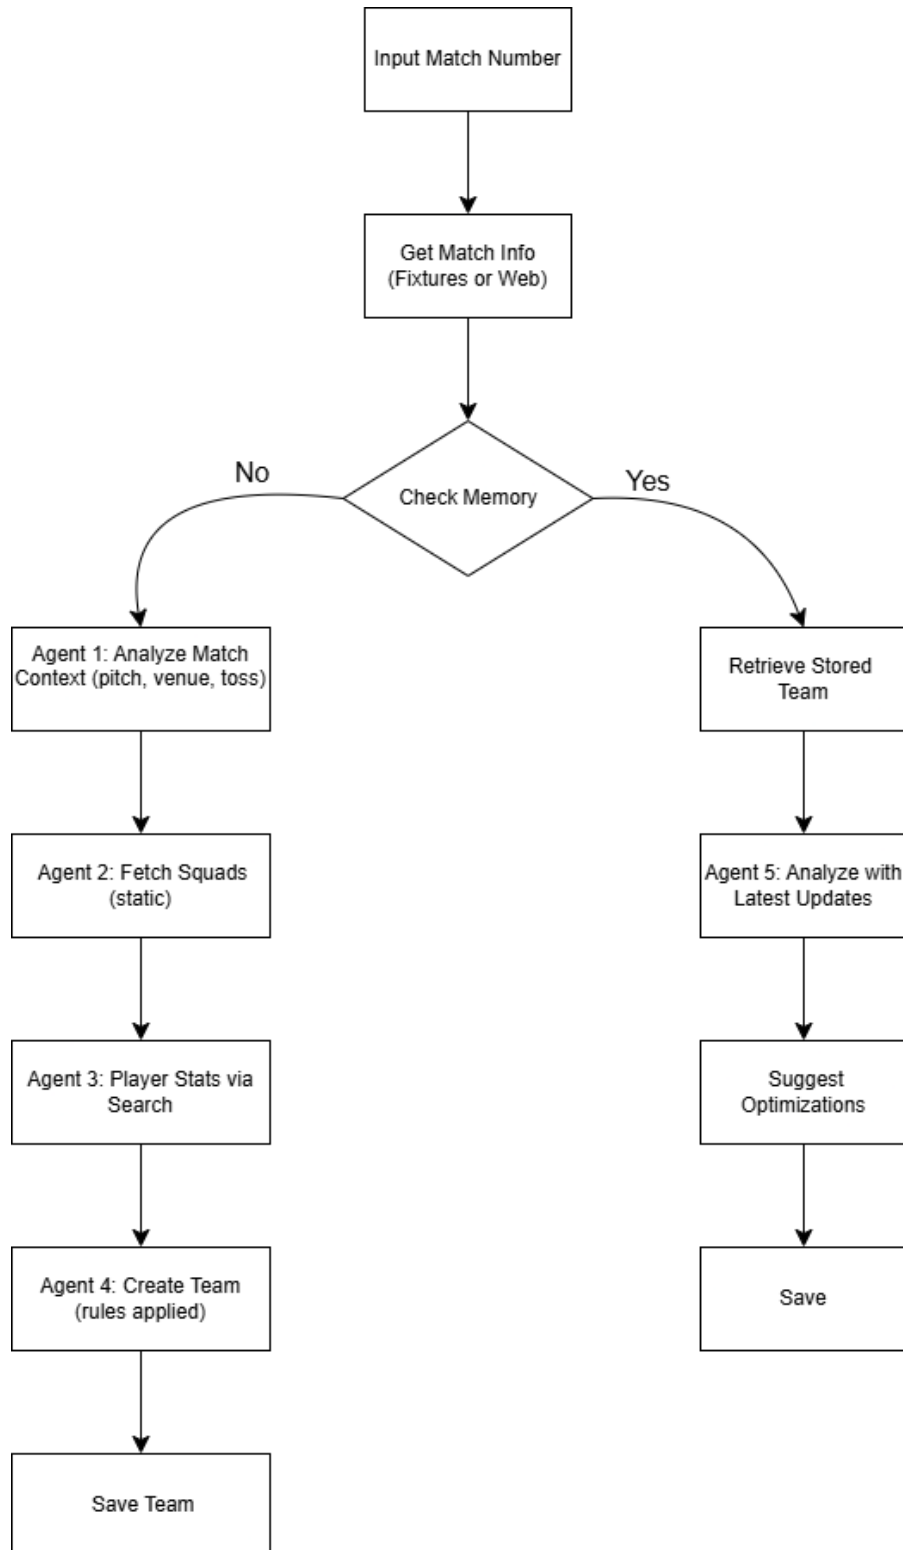 Input Match Number
Get Match Info
(Fixtures or Web)
No
Yes
Check Memory
Agent 1: Analyze Match
Context (pitch, venue, toss)
Retrieve Stored
Team
Agent 2: Fetch Squads
(static)
Agent 5: Analyze with
Latest Updates
Agent 3: Player Stats via
Search
Suggest
Optimizations
Agent 4: Create Team
(rules applied)
Save
Save Team